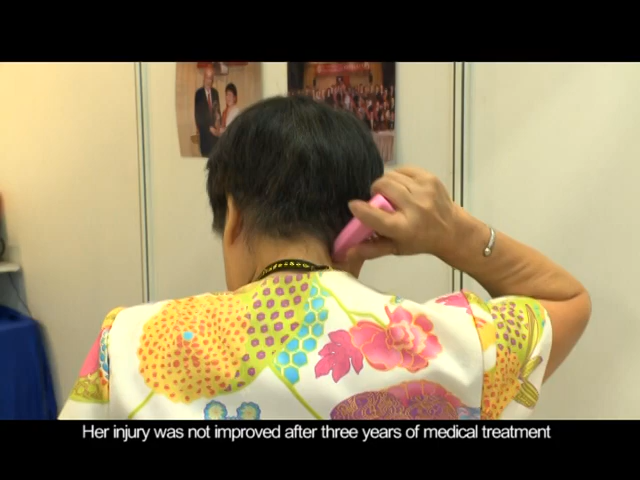 Her injury was not improved after three years of medical treatment